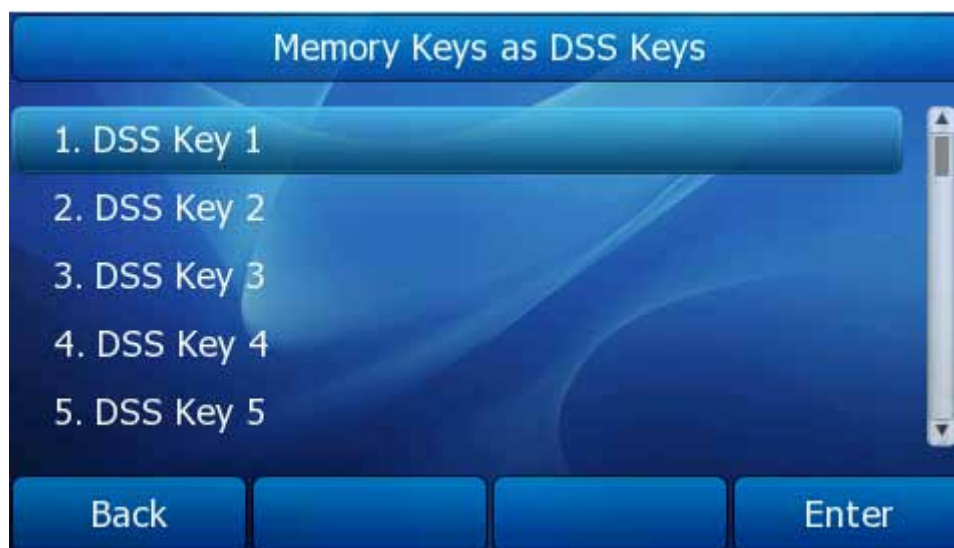 Memory Keys as DSS Keys
1. DSS Key 1
2. DSS Key 2
3. DSS Key 3
4. DSS Key 4
5. DSS Key 5
Back Enter